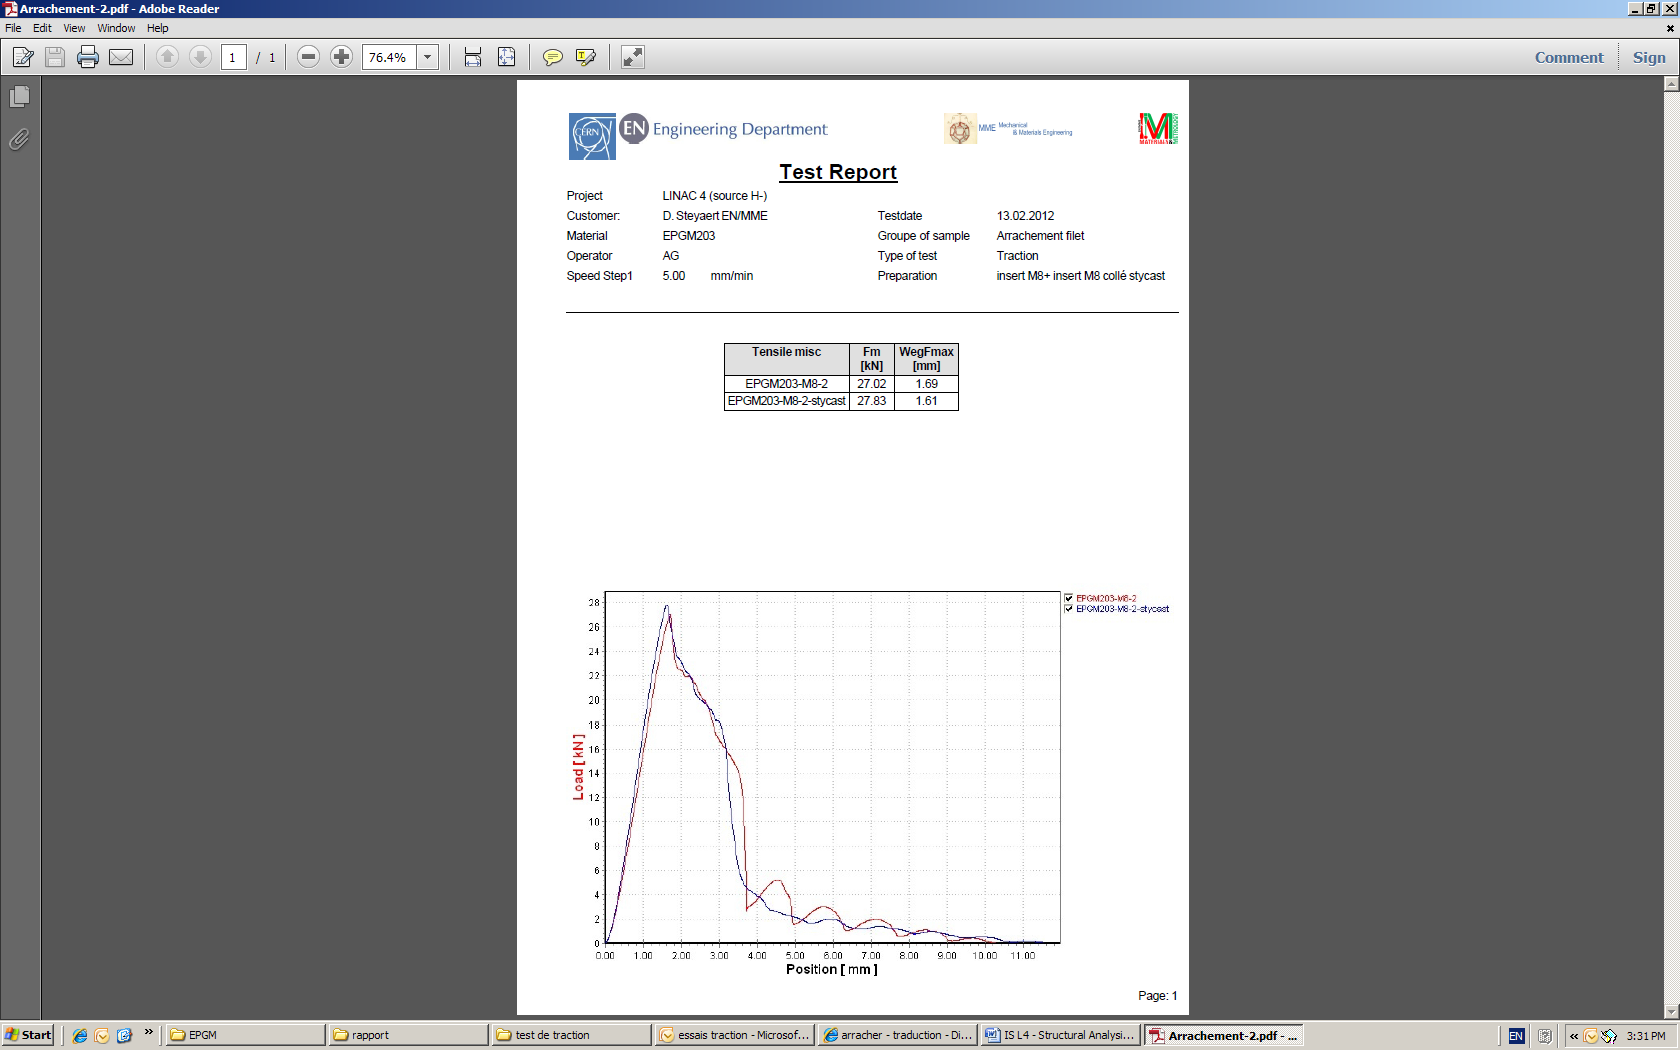 Arrachement-2.pdf - Adobe Reader
File Edit View Window Help
1 / 1 76.4% Comment Sign
CERN EN Engineering Department MME Mechanical & Materials Engineering
Test Report
Project LINAC 4 (source H-)
Customer: D. Steyaert EN/MME Testdate 13.02.2012
Material EPGM203 Groupe of sample Arrachement filet
Operator AG Type of test Traction
Speed Step1 5.00 mm/min Preparation insert M8+ insert M8 collé stycast
Tensile misc Fm WegFmax
[kN] [mm]
EPGM203-M8-2 27.02 1.69
EPGM203-M8-2-stycast 27.83 1.61
EPGM203-M8-2
EPGM203-M8-2-stycast
28
26
24
22
20
18
16
14
12
10
8
6
4
2
0
Load [ kN ]
0.00 1.00 2.00 3.00 4.00 5.00 6.00 7.00 8.00 9.00 10.00 11.00
Position [ mm ]
Page: 1
Start » EPGM rapport test de traction essais traction - Microsof... arracher - traduction - Di... IS L4 - Structural Analysi... Arrachement-2.pdf - ... EN « 3:31 PM